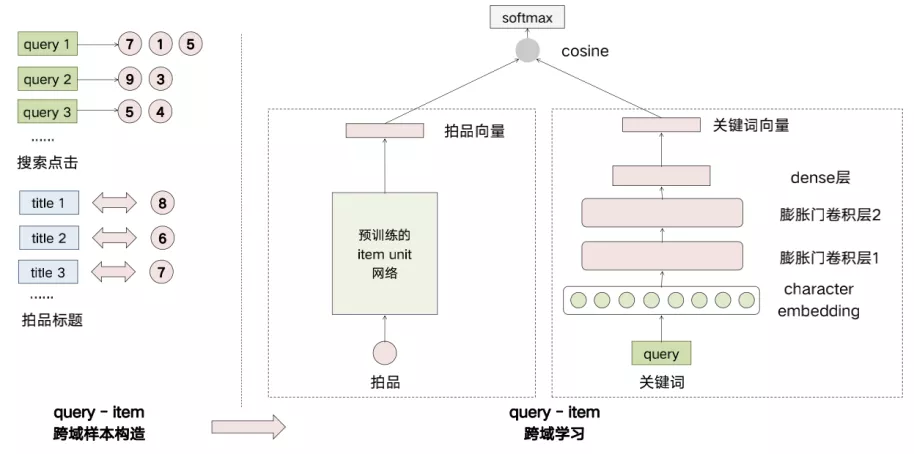 query 1
7 1 5
query 2
9 3
query 3
5 4
......
搜索点击
title 1
8
title 2
6
title 3
7
......
拍品标题
query - item
跨域样本构造
softmax
cosine
拍品向量
预训练的
item unit
网络
拍品
关键词向量
dense层
膨胀门卷积层2
膨胀门卷积层1
character
embedding
query
关键词
query - item
跨域学习